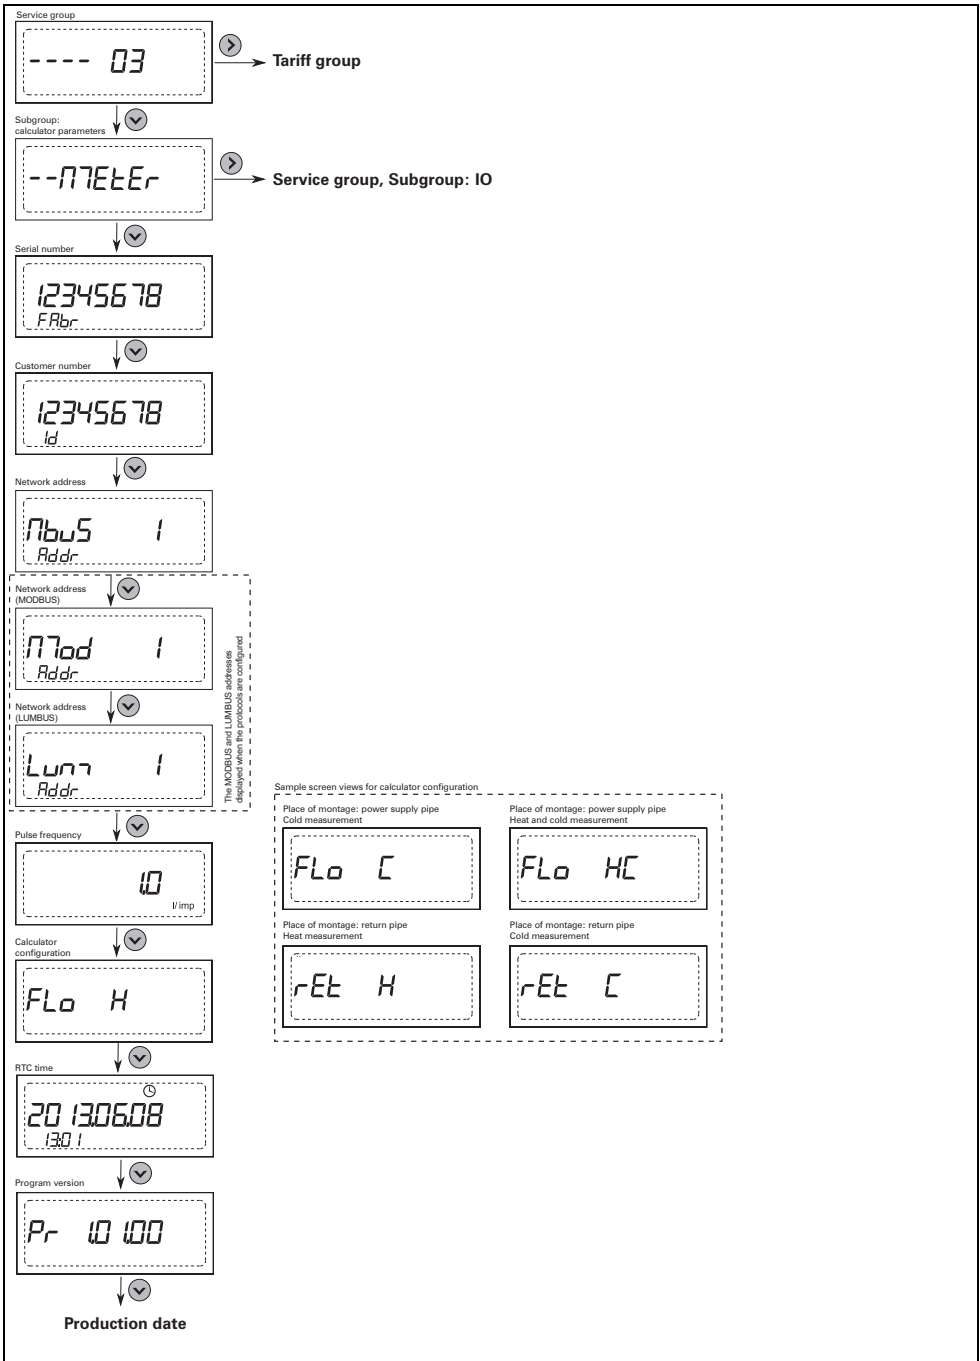 Service group
---- 03
Tariff group
Subgroup:
calculator parameters
--METEr
Service group, Subgroup: IO
Serial number
12345678
FAbr
Customer number
12345678
Id
Network address
MbuS 1
Addr
Network address
(MODBUS)
Mod 1
Addr
Network address
(LUMBUS)
Lum 1
Addr
The MODBUS and LUMBUS addresses
displayed when the protocols are configured
Pulse frequency
1,0
l/imp
Calculator
configuration
FLo H
RTC time
2013.06.08
13:01
Program version
Pr 1.01.00
Production date
Sample screen views for calculator configuration
Place of montage: power supply pipe
Cold measurement
FLo C
Place of montage: power supply pipe
Heat and cold measurement
FLo HC
Place of montage: return pipe
Heat measurement
rEt H
Place of montage: return pipe
Cold measurement
rEt C